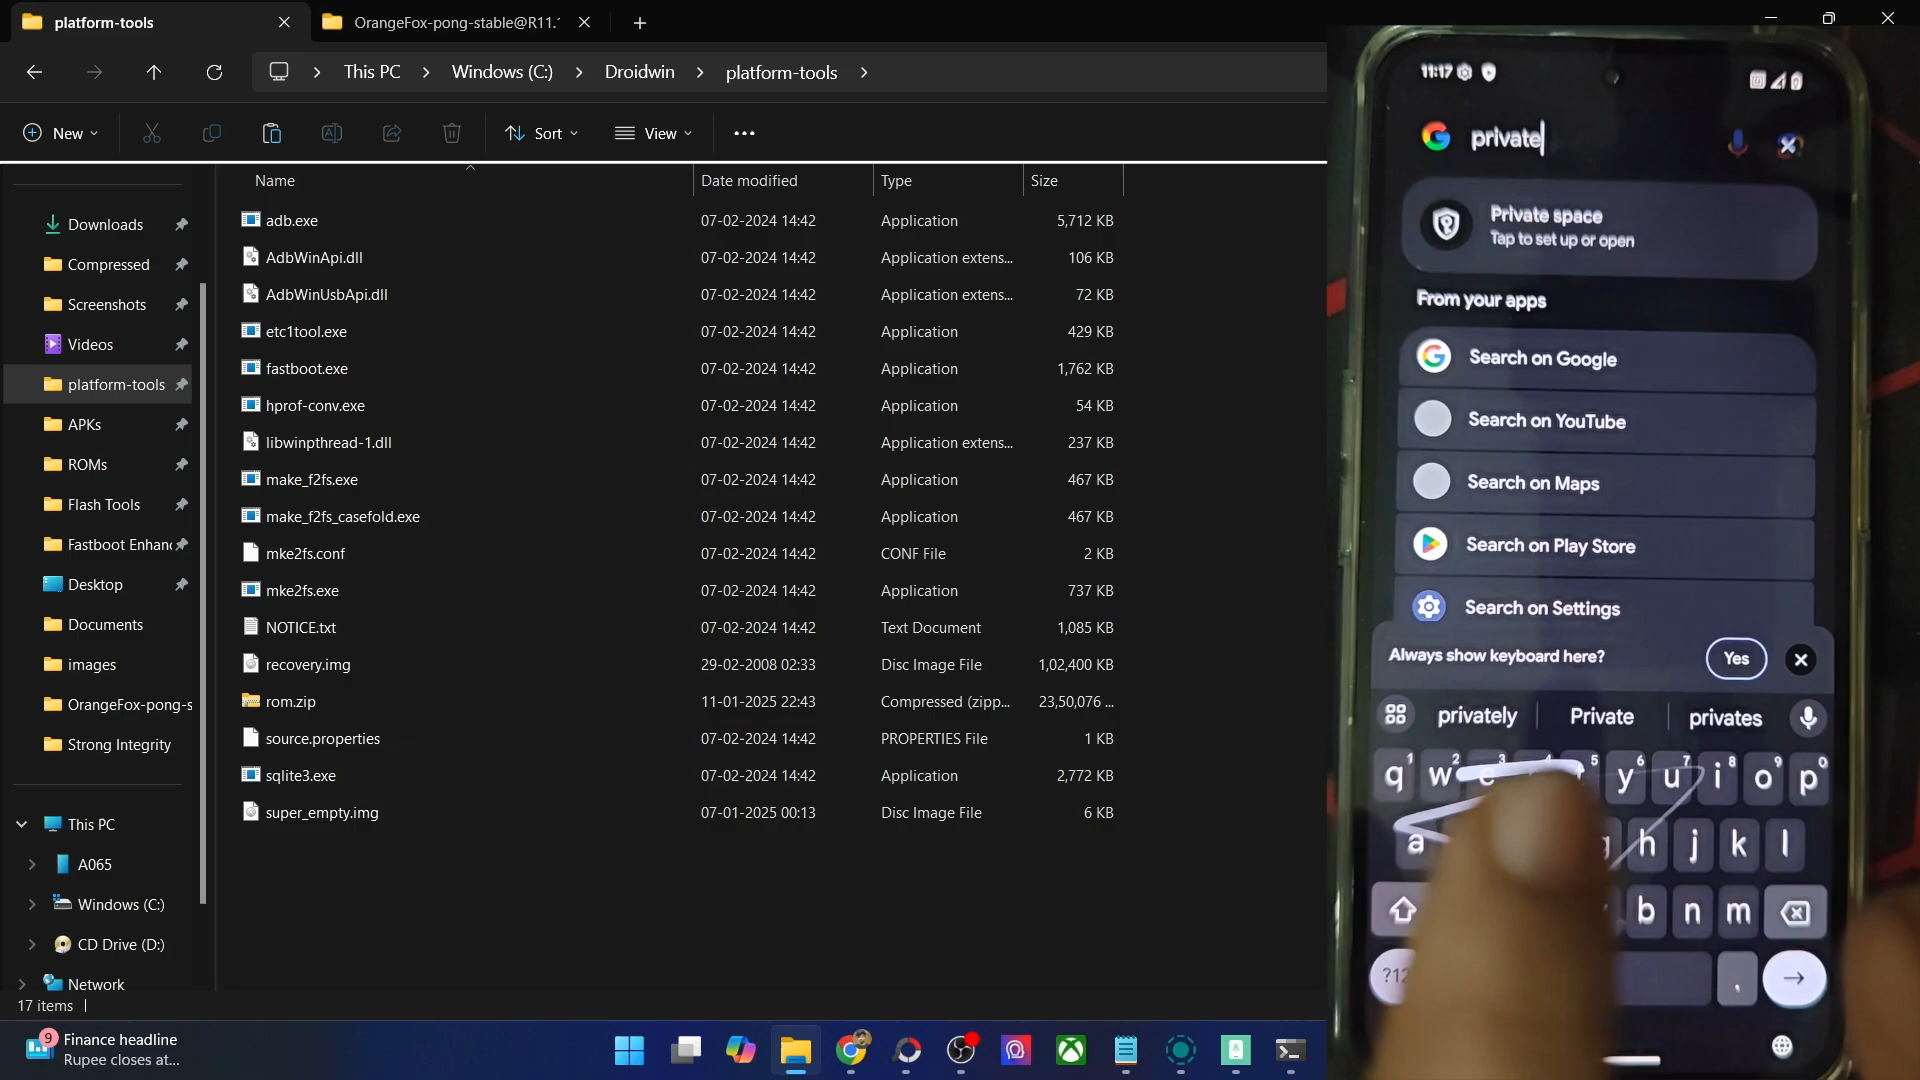 platform-tools
OrangeFox-pong-stable@R11.
This PC > Windows (C:) > Droidwin > platform-tools >
New
Sort
View
Name
Date modified
Type
Size
Downloads
Compressed
Screenshots
Videos
platform-tools
APKs
ROMs
Flash Tools
Fastboot Enhanc
Desktop
Documents
images
OrangeFox-pong-s
Strong Integrity
This PC
A065
Windows (C:)
CD Drive (D:)
Network
adb.exe 07-02-2024 14:42 Application 5,712 KB
AdbWinApi.dll 07-02-2024 14:42 Application extens... 106 KB
AdbWinUsbApi.dll 07-02-2024 14:42 Application extens... 72 KB
etc1tool.exe 07-02-2024 14:42 Application 429 KB
fastboot.exe 07-02-2024 14:42 Application 1,762 KB
hprof-conv.exe 07-02-2024 14:42 Application 54 KB
libwinpthread-1.dll 07-02-2024 14:42 Application extens... 237 KB
make_f2fs.exe 07-02-2024 14:42 Application 467 KB
make_f2fs_casefold.exe 07-02-2024 14:42 Application 467 KB
mke2fs.conf 07-02-2024 14:42 CONF File 2 KB
mke2fs.exe 07-02-2024 14:42 Application 737 KB
NOTICE.txt 07-02-2024 14:42 Text Document 1,085 KB
recovery.img 29-02-2008 02:33 Disc Image File 1,02,400 KB
rom.zip 11-01-2025 22:43 Compressed (zipp... 23,50,076 ...
source.properties 07-02-2024 14:42 PROPERTIES File 1 KB
sqlite3.exe 07-02-2024 14:42 Application 2,772 KB
super_empty.img 07-01-2025 00:13 Disc Image File 6 KB
17 items
9
Finance headline
Rupee closes at...
11:17
private
Private space
Tap to set up or open
From your apps
Search on Google
Search on YouTube
Search on Maps
Search on Play Store
Search on Settings
Always show keyboard here?
Yes
privately Private privates
q 1 w 2 e 3 4 5 y 6 u 7 i 8 o 9 p 0
a h j k l
b n m
?12 ,